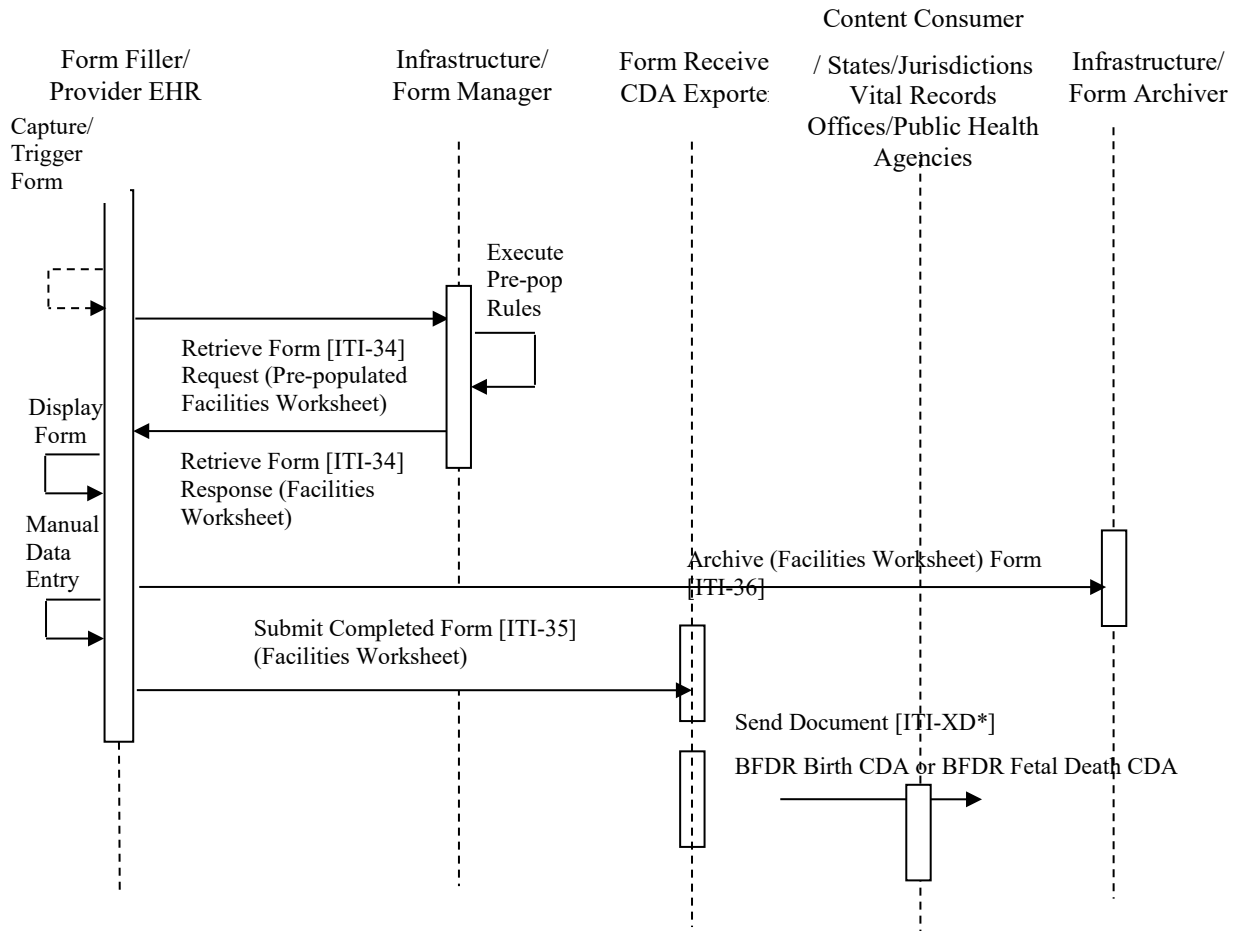 Content Consumer
Form Filler/
Provider EHR
Infrastructure/
Form Manager
Form Receive
CDA Exporte
/ States/Jurisdictions
Vital Records
Offices/Public Health
Agencies
Infrastructure/
Form Archiver
Capture/
Trigger
Form
Execute
Pre-pop
Rules
Retrieve Form [ITI-34]
Request (Pre-populated
Facilities Worksheet)
Display
Form
Retrieve Form [ITI-34]
Response (Facilities
Worksheet)
Manual
Data
Entry
Archive (Facilities Worksheet) Form
[ITI-36]
Submit Completed Form [ITI-35]
(Facilities Worksheet)
Send Document [ITI-XD*]
BFDR Birth CDA or BFDR Fetal Death CDA